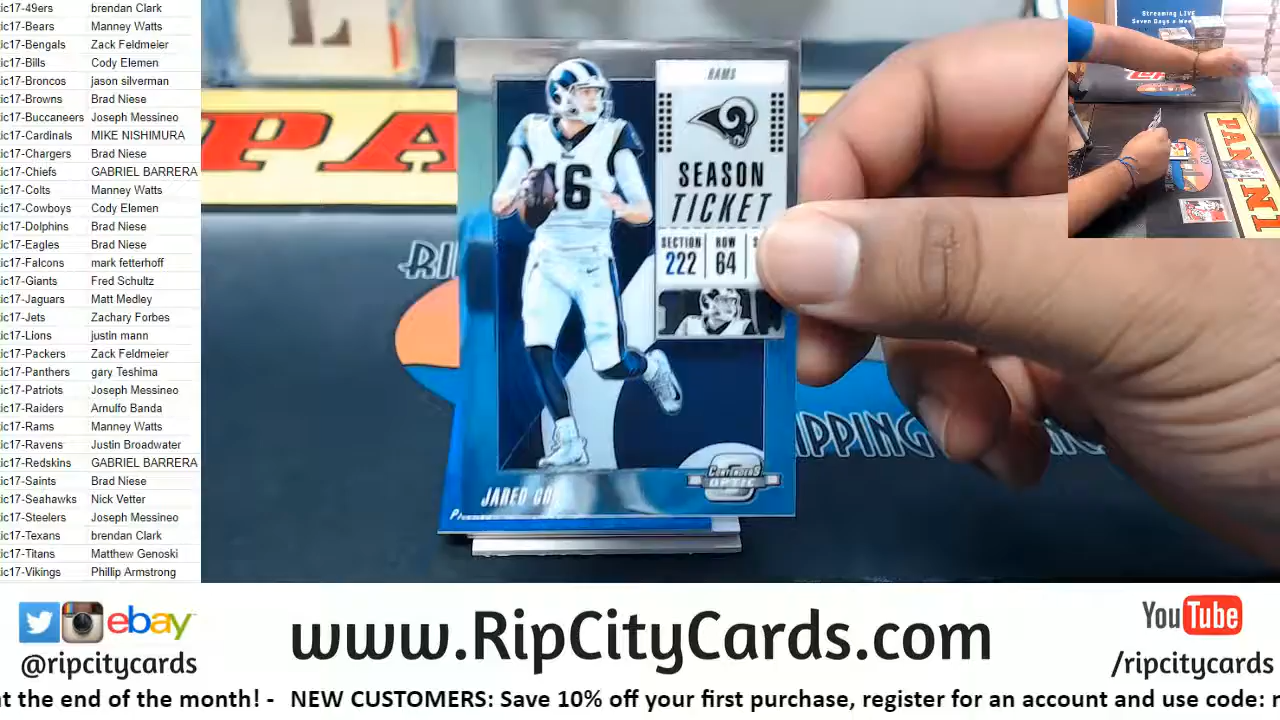 ic17-49ers brendan Clark
ic17-Bears Manney Watts
ic17-Bengals Zack Feldmeier
ic17-Bills Cody Elemen
ic17-Broncos jason silverman
ic17-Browns Brad Niese
ic17-Buccaneers Joseph Messineo
ic17-Cardinals MIKE NISHIMURA
ic17-Chargers Brad Niese
ic17-Chiefs GABRIEL BARRERA
ic17-Colts Manney Watts
ic17-Cowboys Cody Elemen
ic17-Dolphins Brad Niese
ic17-Eagles Brad Niese
ic17-Falcons mark fetterhoff
ic17-Giants Fred Schultz
ic17-Jaguars Matt Medley
ic17-Jets Zachary Forbes
ic17-Lions justin mann
ic17-Packers Zack Feldmeier
ic17-Panthers gary Teshima
ic17-Patriots Joseph Messineo
ic17-Raiders Arnulfo Banda
ic17-Rams Manney Watts
ic17-Ravens Justin Broadwater
ic17-Redskins GABRIEL BARRERA
ic17-Saints Brad Niese
ic17-Seahawks Nick Vetter
ic17-Steelers Joseph Messineo
ic17-Texans brendan Clark
ic17-Titans Matthew Genoski
ic17-Vikings Phillip Armstrong
PA
RAMS
SEASON
TICKET
SECTION ROW S
222 64
16
JARED GO
CONTENDERS
OPTIC
RI
RIPPING
Streaming LIVE
Seven Days a Week
PANINI
ebay
@ripcitycards
www.RipCityCards.com
YouTube
/ripcitycards
t the end of the month! - NEW CUSTOMERS: Save 10% off your first purchase, register for an account and use code: r